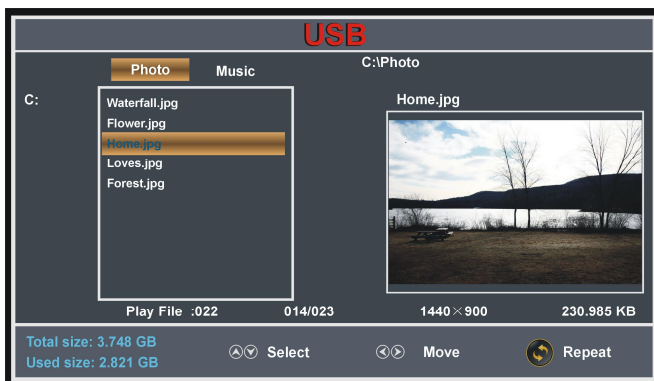 USB
Photo Music C:\Photo
C: Home.jpg
Waterfall.jpg
Flower.jpg
Home.jpg
Loves.jpg
Forest.jpg
Play File :022 014/023 1440×900 230.985 KB
Total size: 3.748 GB
Used size: 2.821 GB
Select Move Repeat